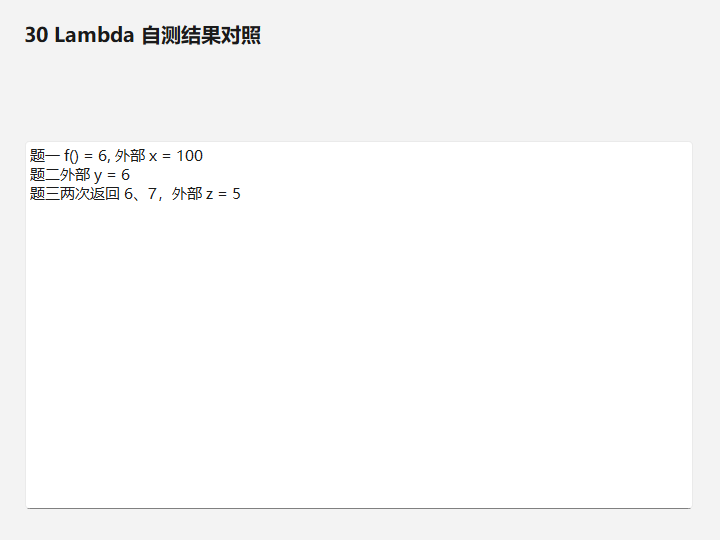 30 Lambda 自测结果对照
题一 f() = 6, 外部 x = 100
题二外部 y = 6
题三两次返回 6、7，外部 z = 5